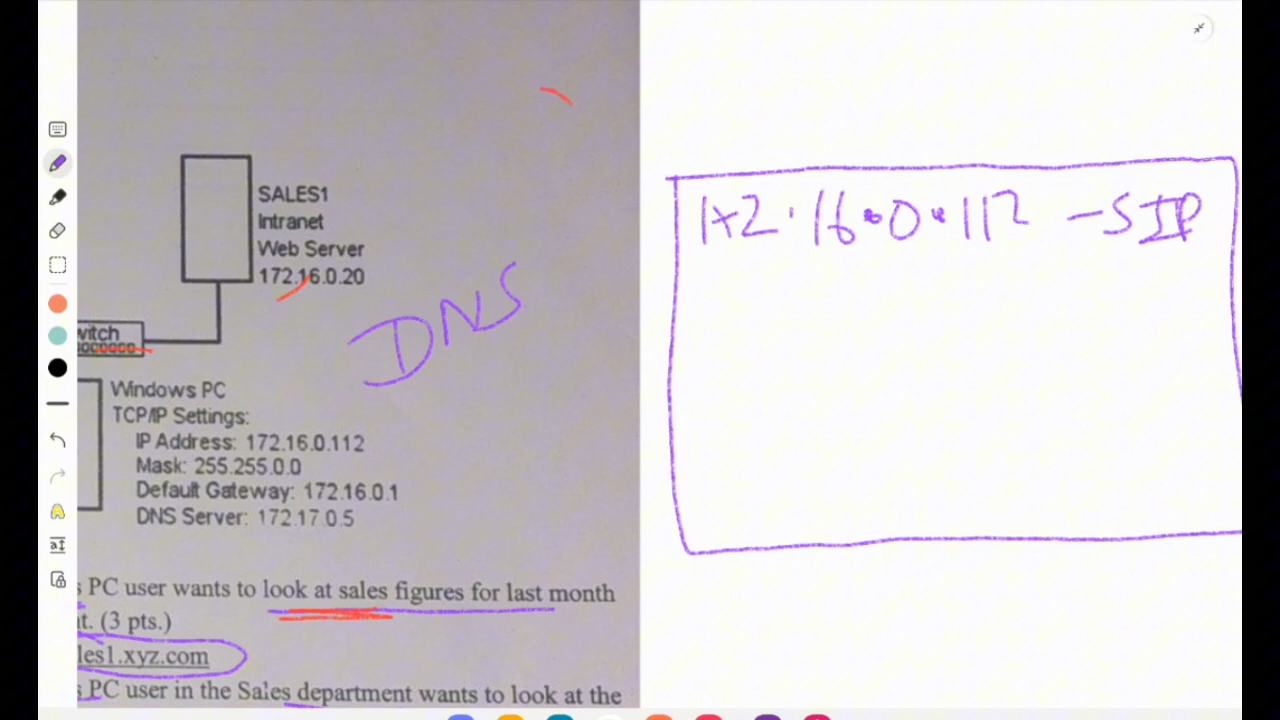 SALES1
Intranet
Web Server
172.16.0.20
DNS
witch
Windows PC
TCP/IP Settings:
IP Address: 172.16.0.112
Mask: 255.255.0.0
Default Gateway: 172.16.0.1
DNS Server: 172.17.0.5
s PC user wants to look at sales figures for last month
t. (3 pts.)
les1.xyz.com
s PC user in the Sales department wants to look at the
172.16.0.112 - SIP